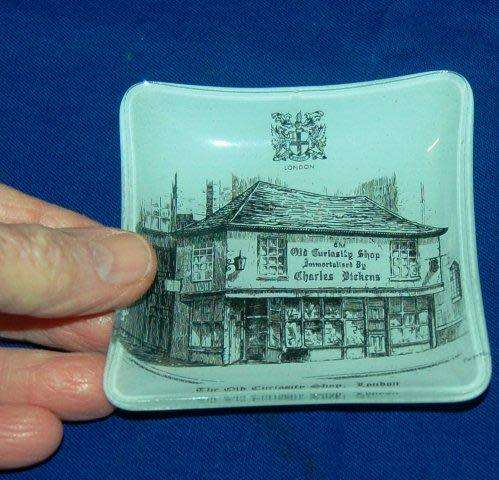 LONDON
The
Old Curiosity Shop
Immortalised By
Charles Dickens
The Old Curiosity Shop, London